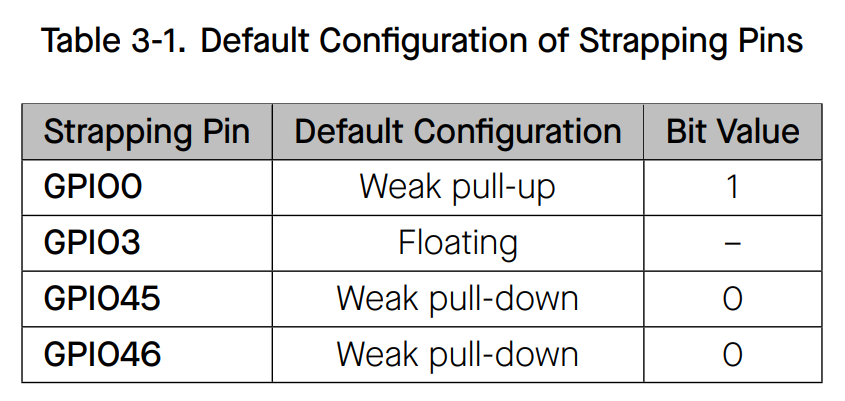 Table 3-1. Default Configuration of Strapping Pins
Strapping Pin Default Configuration Bit Value
GPIO0 Weak pull-up 1
GPIO3 Floating –
GPIO45 Weak pull-down 0
GPIO46 Weak pull-down 0